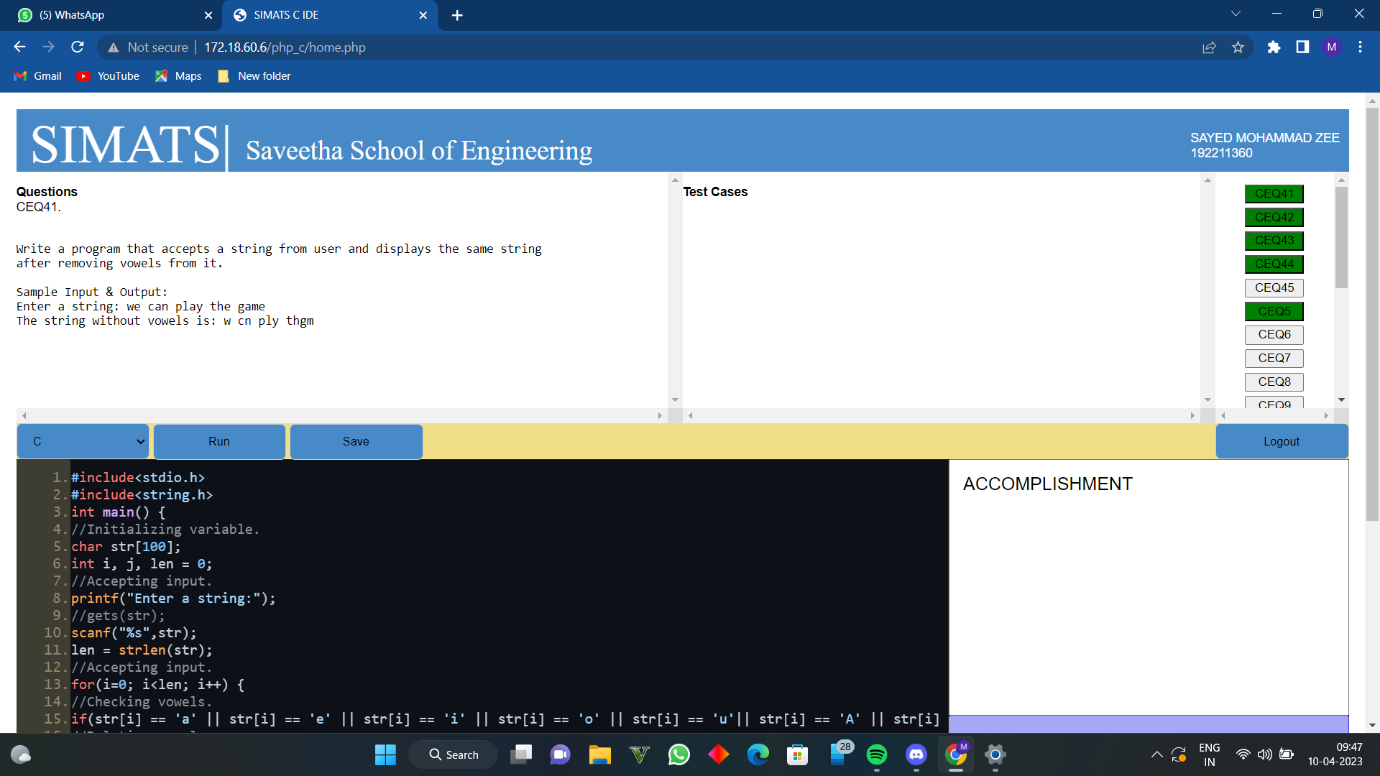 (5) WhatsApp
SIMATS C IDE
Not secure | 172.18.60.6/php_c/home.php
M
Gmail YouTube Maps New folder
SIMATS| Saveetha School of Engineering
SAYED MOHAMMAD ZEE
192211360
Questions
CEQ41.
Write a program that accepts a string from user and displays the same string
after removing vowels from it.
Sample Input & Output:
Enter a string: we can play the game
The string without vowels is: w cn ply thgm
Test Cases
CEQ41
CEQ42
CEQ43
CEQ44
CEQ45
CEQ5
CEQ6
CEQ7
CEQ8
CEQ9
C Run Save Logout
1. #include<stdio.h>
2. #include<string.h>
3. int main() {
4. //Initializing variable.
5. char str[100];
6. int i, j, len = 0;
7. //Accepting input.
8. printf("Enter a string:");
9. //gets(str);
10. scanf("%s",str);
11. len = strlen(str);
12. //Accepting input.
13. for(i=0; i<len; i++) {
14. //Checking vowels.
15. if(str[i] == 'a' || str[i] == 'e' || str[i] == 'i' || str[i] == 'o' || str[i] == 'u'|| str[i] == 'A' || str[i]
ACCOMPLISHMENT
Search
28
M
ENG
IN
09:47
10-04-2023